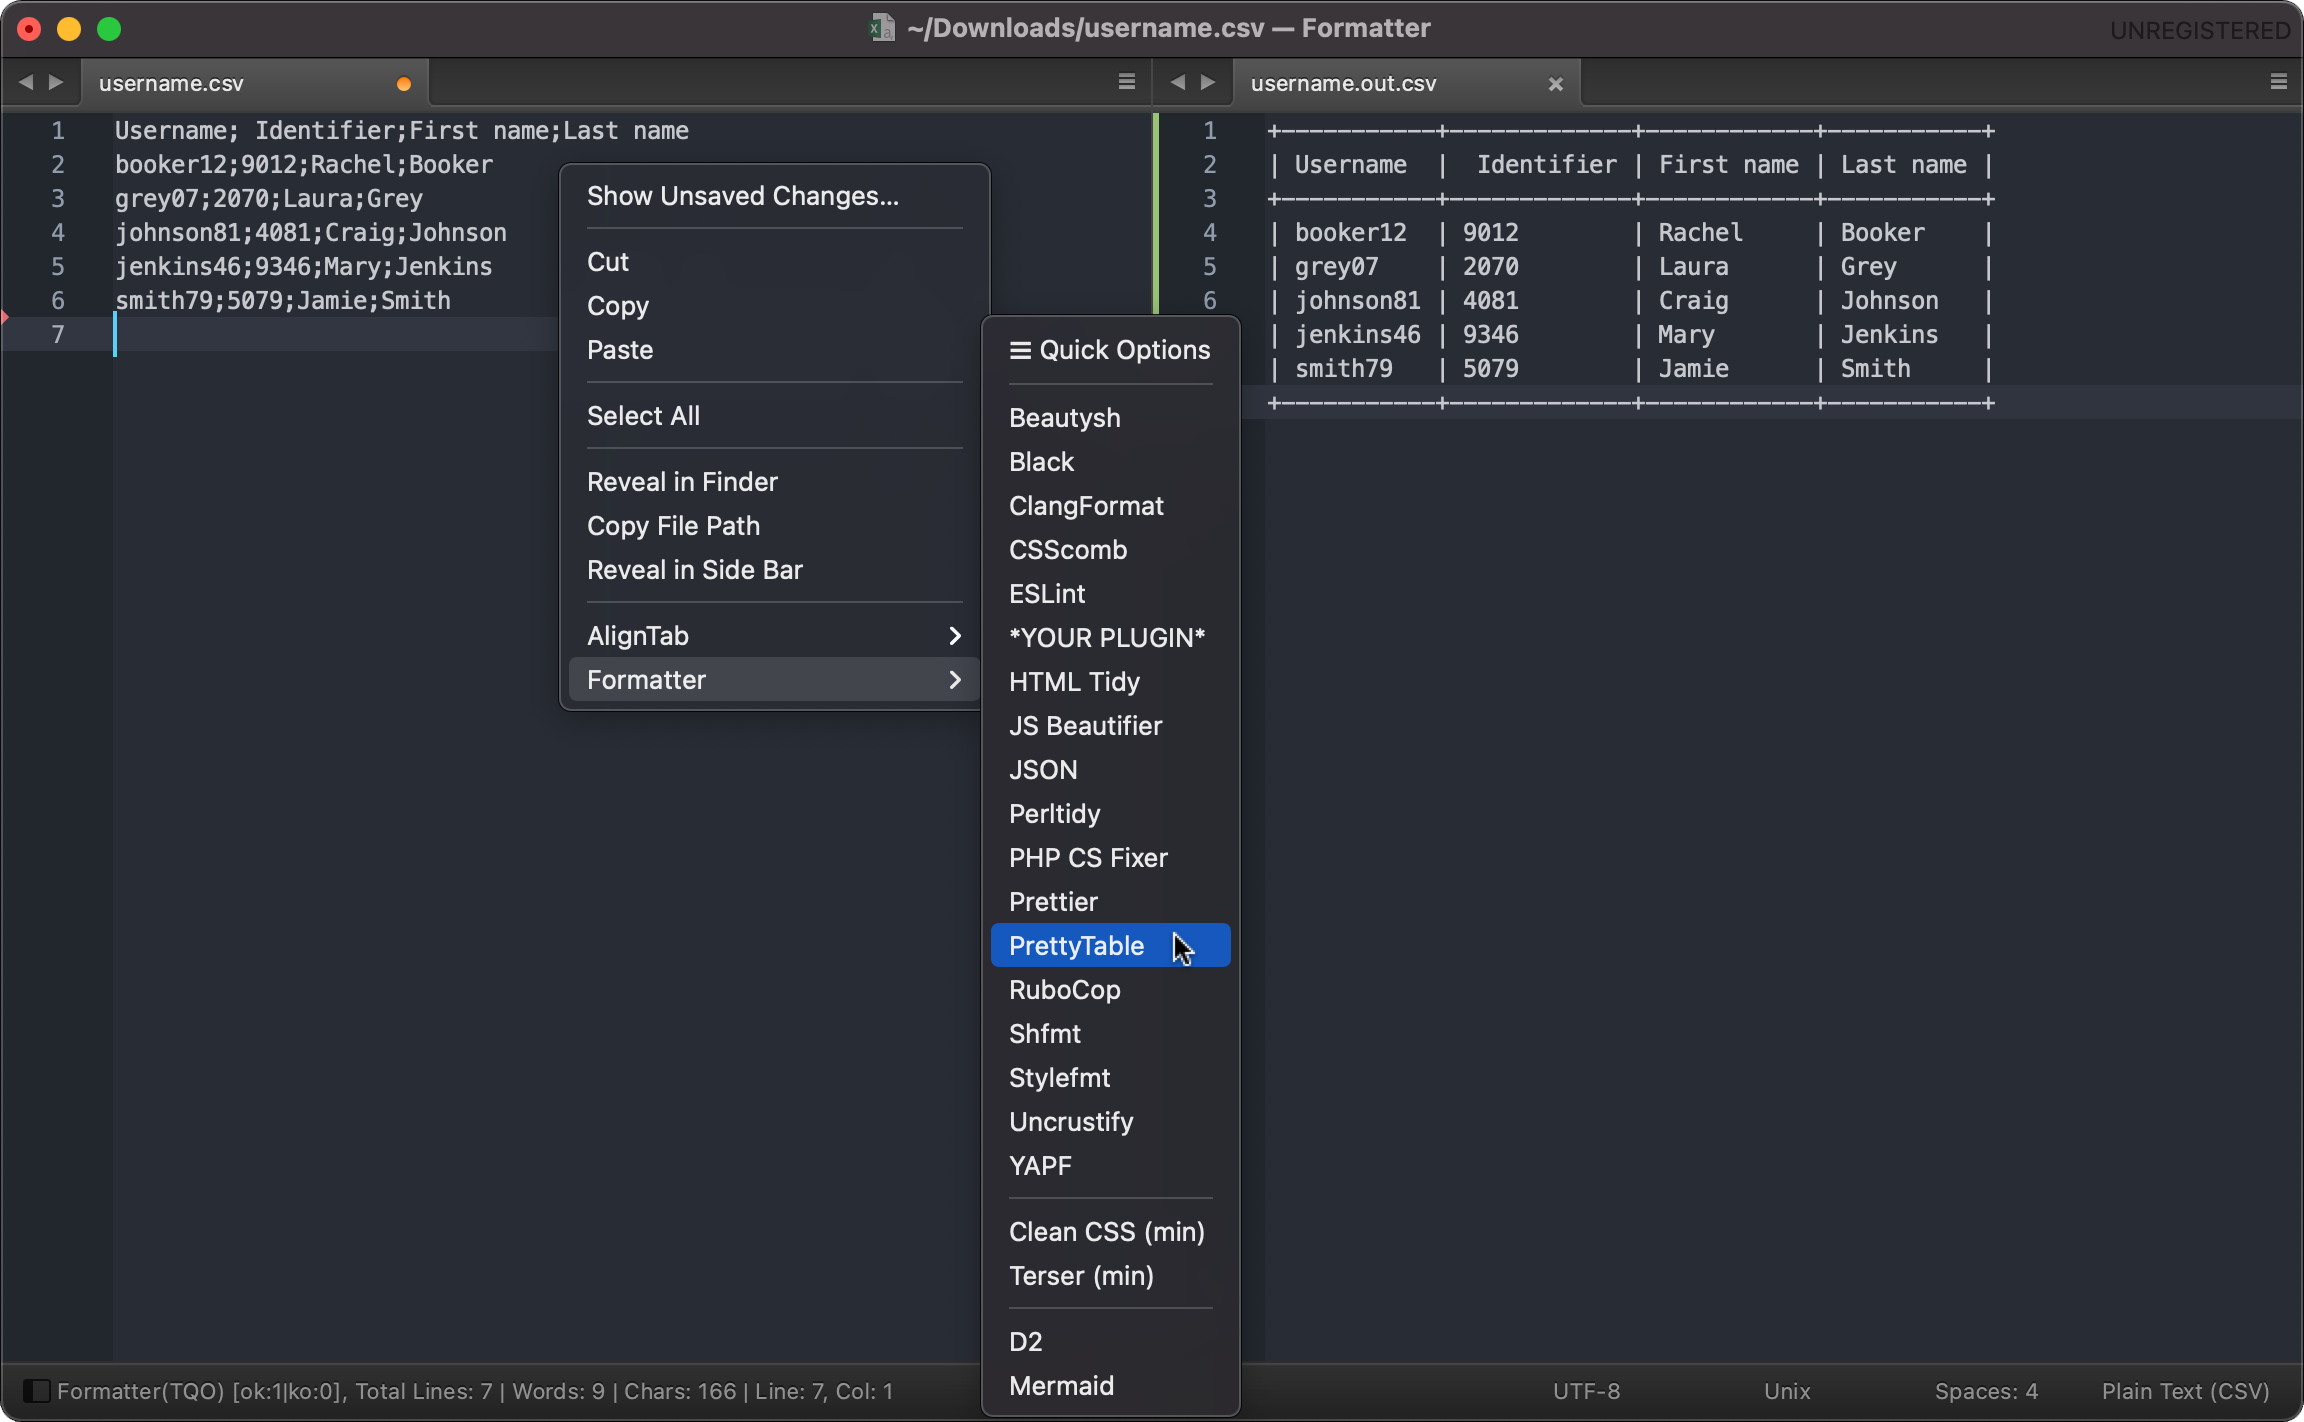 ~/Downloads/username.csv — Formatter
UNREGISTERED
username.csv
username.out.csv
1 Username; Identifier;First name;Last name
2 booker12;9012;Rachel;Booker
3 grey07;2070;Laura;Grey
4 johnson81;4081;Craig;Johnson
5 jenkins46;9346;Mary;Jenkins
6 smith79;5079;Jamie;Smith
7
Show Unsaved Changes...
Cut
Copy
Paste
Select All
Reveal in Finder
Copy File Path
Reveal in Side Bar
AlignTab
Formatter
Quick Options
Beautysh
Black
ClangFormat
CSScomb
ESLint
*YOUR PLUGIN*
HTML Tidy
JS Beautifier
JSON
Perltidy
PHP CS Fixer
Prettier
PrettyTable
RuboCop
Shfmt
Stylefmt
Uncrustify
YAPF
Clean CSS (min)
Terser (min)
D2
Mermaid
1 +-----------+-------------+------------+-----------+
2 | Username  |  Identifier | First name | Last name |
3 +-----------+-------------+------------+-----------+
4 | booker12  | 9012        | Rachel     | Booker    |
5 | grey07    | 2070        | Laura      | Grey      |
6 | johnson81 | 4081        | Craig      | Johnson   |
| jenkins46 | 9346        | Mary       | Jenkins   |
| smith79   | 5079        | Jamie      | Smith     |
+-----------+-------------+------------+-----------+
Formatter(TQO) [ok:1|ko:0], Total Lines: 7 | Words: 9 | Chars: 166 | Line: 7, Col: 1
UTF-8
Unix
Spaces: 4
Plain Text (CSV)